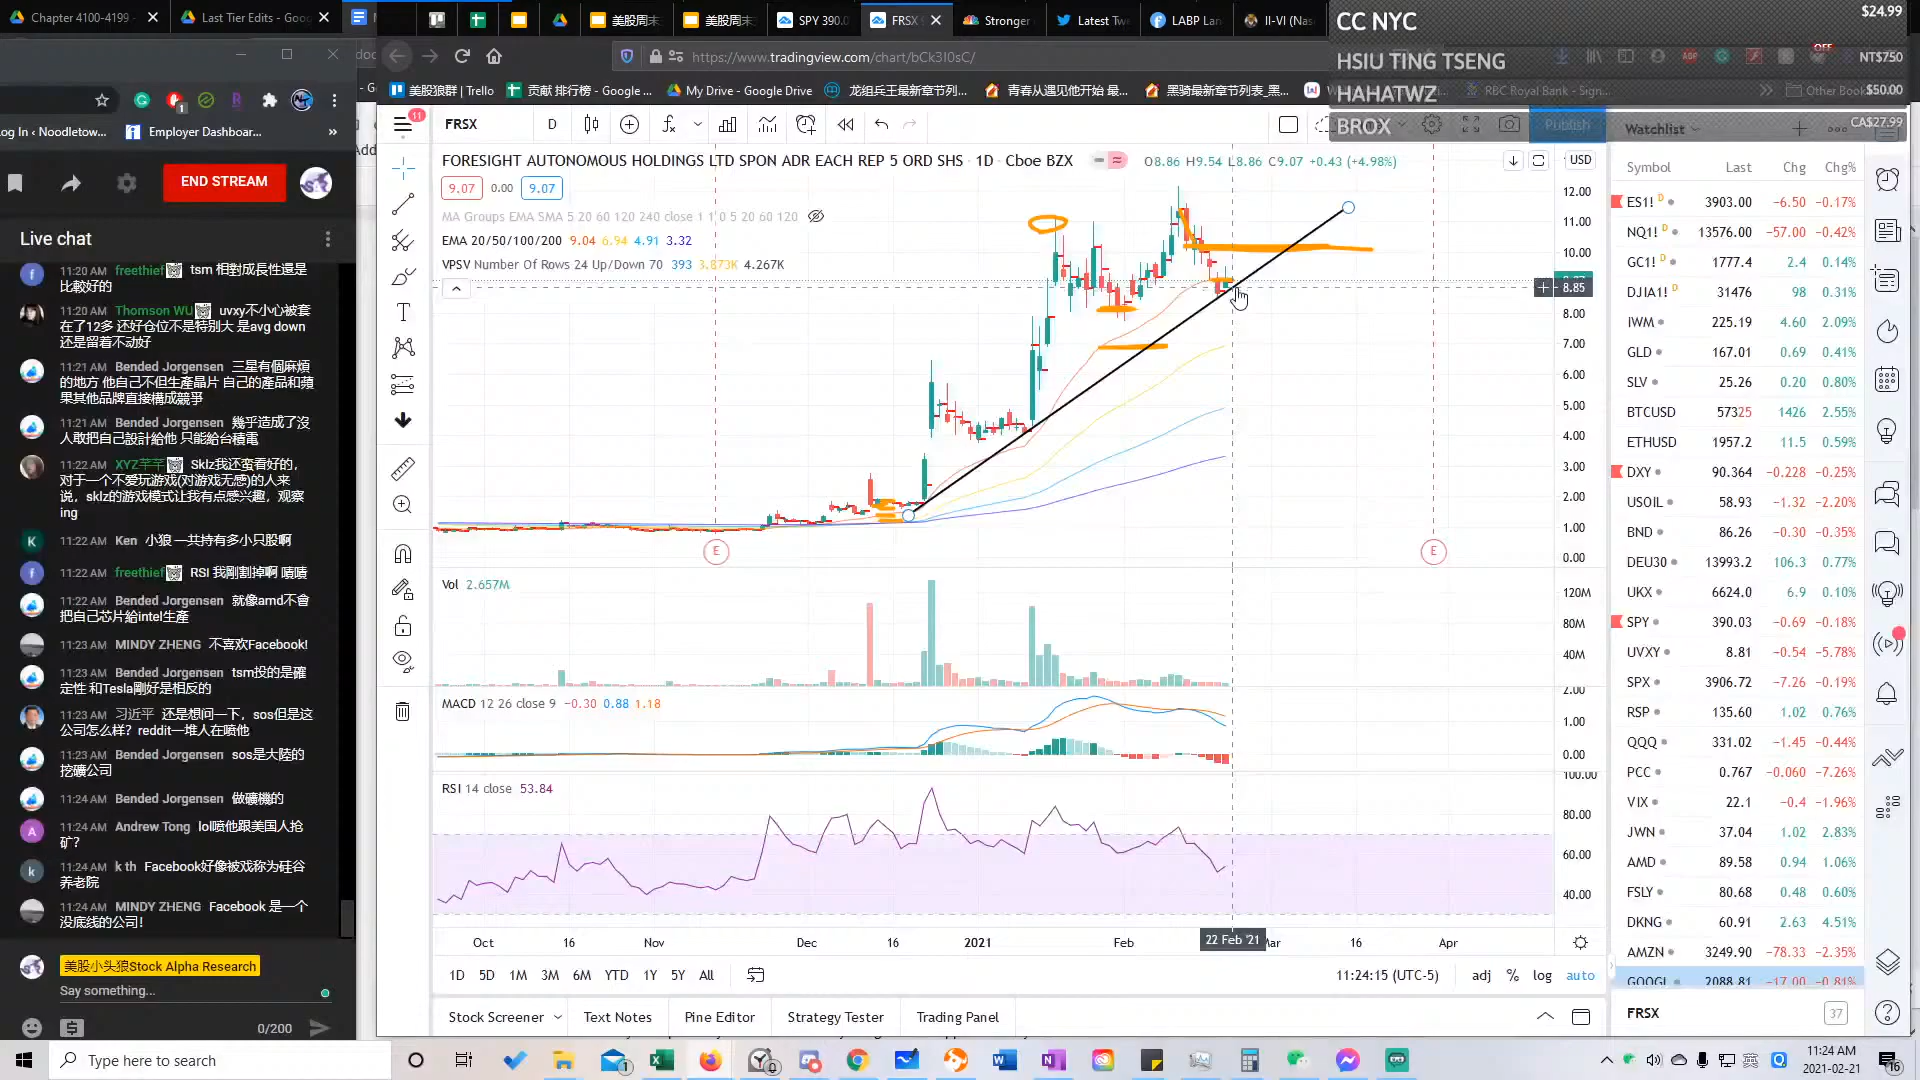 Chapter 4100-4199 -
Last Tier Edits - Goo
美股周末
美股周末
SPY 390.0
FRSX
Stronger
Latest Tw
LABP Lan
II-VI (Nas
CC NYC
$24.99
https://www.tradingview.com/chart/bCk3I0sC/
HSIU TING TSENG
NT$750
HAHATWZ
$50.00
BROX
CA$27.99
美股狼群 | Trello
贡献 排行榜 - Google ...
My Drive - Google Drive
龙组兵王最新章节列...
青春从遇见他开始 最...
黑骑最新章节列表_黑...
RBC Royal Bank - Sign...
Other Book
Log In ‹ Noodletow...
Employer Dashboar...
END STREAM
Live chat
11:20 AM freethief tsm 相對成長性還是
比較好的
11:20 AM Thomson WU uvxy不小心被套
在了12多 还好仓位不是特别大 是avg down
还是留着不动好
11:21 AM Bended Jorgensen 三星有個麻煩
的地方 他自己不但生產晶片 自己的產品和蘋
果其他品牌直接構成競爭
11:21 AM Bended Jorgensen 幾乎造成了沒
人敢把自己設計給他 只能給台積電
11:22 AM XYZ芊芊 Sklz我还蛮看好的，
对于一个不爱玩游戏(对游戏无感)的人来
说，sklz的游戏模式让我有点感兴趣，观察
ing
11:22 AM Ken 小狼 一共持有多小只股啊
11:22 AM freethief RSI 我剛割掉啊 嘖嘖
11:22 AM Bended Jorgensen 就像amd不會
把自己芯片給intel生產
11:23 AM MINDY ZHENG 不喜欢Facebook!
11:23 AM Bended Jorgensen tsm投的是確
定性 和Tesla剛好是相反的
11:23 AM 习近平 还是想问一下，sos但是这
公司怎么样？reddit一堆人在喷他
11:23 AM Bended Jorgensen sos是大陸的
挖礦公司
11:24 AM Bended Jorgensen 做礦機的
11:24 AM Andrew Tong lol喷他跟美国人抢
矿？
11:24 AM k th Facebook好像被戏称为硅谷
养老院
11:24 AM MINDY ZHENG Facebook 是一个
没底线的公司！
美股小头狼Stock Alpha Research
Say something...
0/200
FRSX D
Publish
FORESIGHT AUTONOMOUS HOLDINGS LTD SPON ADR EACH REP 5 ORD SHS · 1D · Cboe BZX O8.86 H9.54 L8.86 C9.07 +0.43 (+4.98%)
9.07 0.00 9.07
MA Groups EMA SMA 5 20 60 120 240 close 1 1 0 5 20 60 120
EMA 20/50/100/200 9.04 6.94 4.91 3.32
VPSV Number Of Rows 24 Up/Down 70 393 3.873K 4.267K
USD
12.00
11.00
10.00
8.85
8.00
7.00
6.00
5.00
4.00
3.00
2.00
1.00
0.00
E
E
Vol 2.657M
120M
80M
40M
MACD 12 26 close 9 −0.30 0.88 1.18
2.00
1.00
0.00
RSI 14 close 53.84
100.00
80.00
60.00
40.00
Oct 16 Nov Dec 16 2021 Feb 22 Feb '21 Mar 16 Apr
1D 5D 1M 3M 6M YTD 1Y 5Y All
11:24:15 (UTC-5) adj % log auto
Stock Screener Text Notes Pine Editor Strategy Tester Trading Panel
Watchlist
Symbol Last Chg Chg%
ES1! D 3903.00 −6.50 −0.17%
NQ1! D 13576.00 −57.00 −0.42%
GC1! D 1777.4 2.4 0.14%
DJIA1! D 31476 98 0.31%
IWM 225.19 4.60 2.09%
GLD 167.01 0.69 0.41%
SLV 25.26 0.20 0.80%
BTCUSD 57325 1426 2.55%
ETHUSD 1957.2 11.5 0.59%
DXY 90.364 −0.228 −0.25%
USOIL 58.93 −1.32 −2.20%
BND 86.26 −0.30 −0.35%
DEU30 13993.2 106.3 0.77%
UKX 6624.0 6.9 0.10%
SPY 390.03 −0.69 −0.18%
UVXY 8.81 −0.54 −5.78%
SPX 3906.72 −7.26 −0.19%
RSP 135.60 1.02 0.76%
QQQ 331.02 −1.45 −0.44%
PCC 0.767 −0.060 −7.26%
VIX 22.1 −0.4 −1.96%
JWN 37.04 1.02 2.83%
AMD 89.58 0.94 1.06%
FSLY 80.68 0.48 0.60%
DKNG 60.91 2.63 4.51%
AMZN 3249.90 −78.33 −2.35%
GOOGL 2088.81 −17.00 −0.81%
FRSX 37
Type here to search
英
11:24 AM
2021-02-21
16